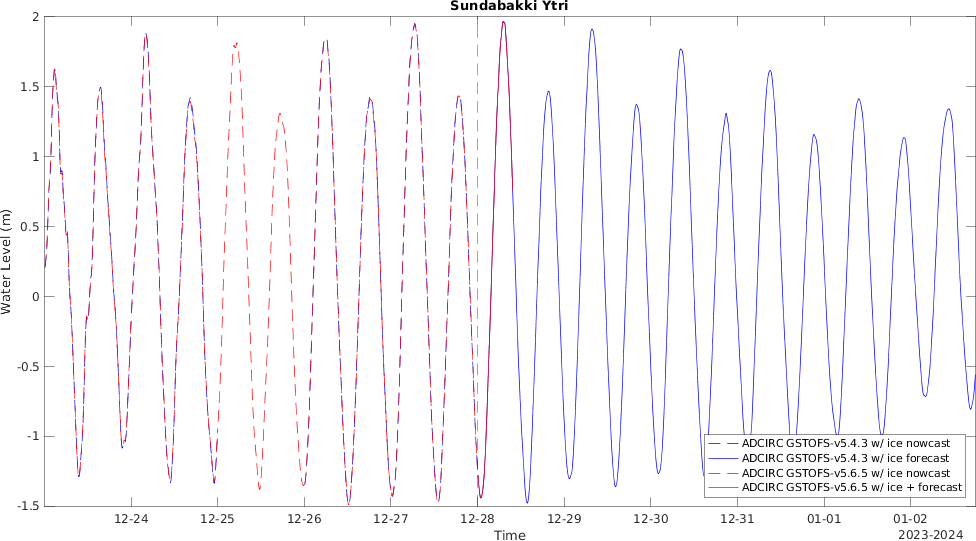 Sundabakki Ytri
2
1.5
1
0.5
0
-0.5
-1
-1.5
Water Level (m)
12-24
12-25
12-26
12-27
12-28
12-29
12-30
12-31
01-01
01-02
Time
2023-2024
ADCIRC GSTOFS-v5.4.3 w/ ice nowcast
ADCIRC GSTOFS-v5.4.3 w/ ice forecast
ADCIRC GSTOFS-v5.6.5 w/ ice nowcast
ADCIRC GSTOFS-v5.6.5 w/ ice + forecast